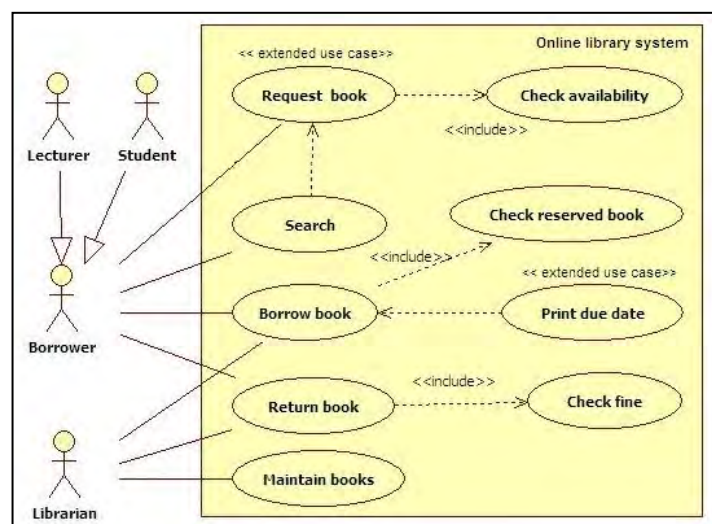 Online library system
<< extended use case>>
Request book
Check availability
<<include>>
Lecturer
Student
Search
Check reserved book
<<include>>
<< extended use case>>
Borrow book
Print due date
Borrower
<<include>>
Return book
Check fine
Maintain books
Librarian